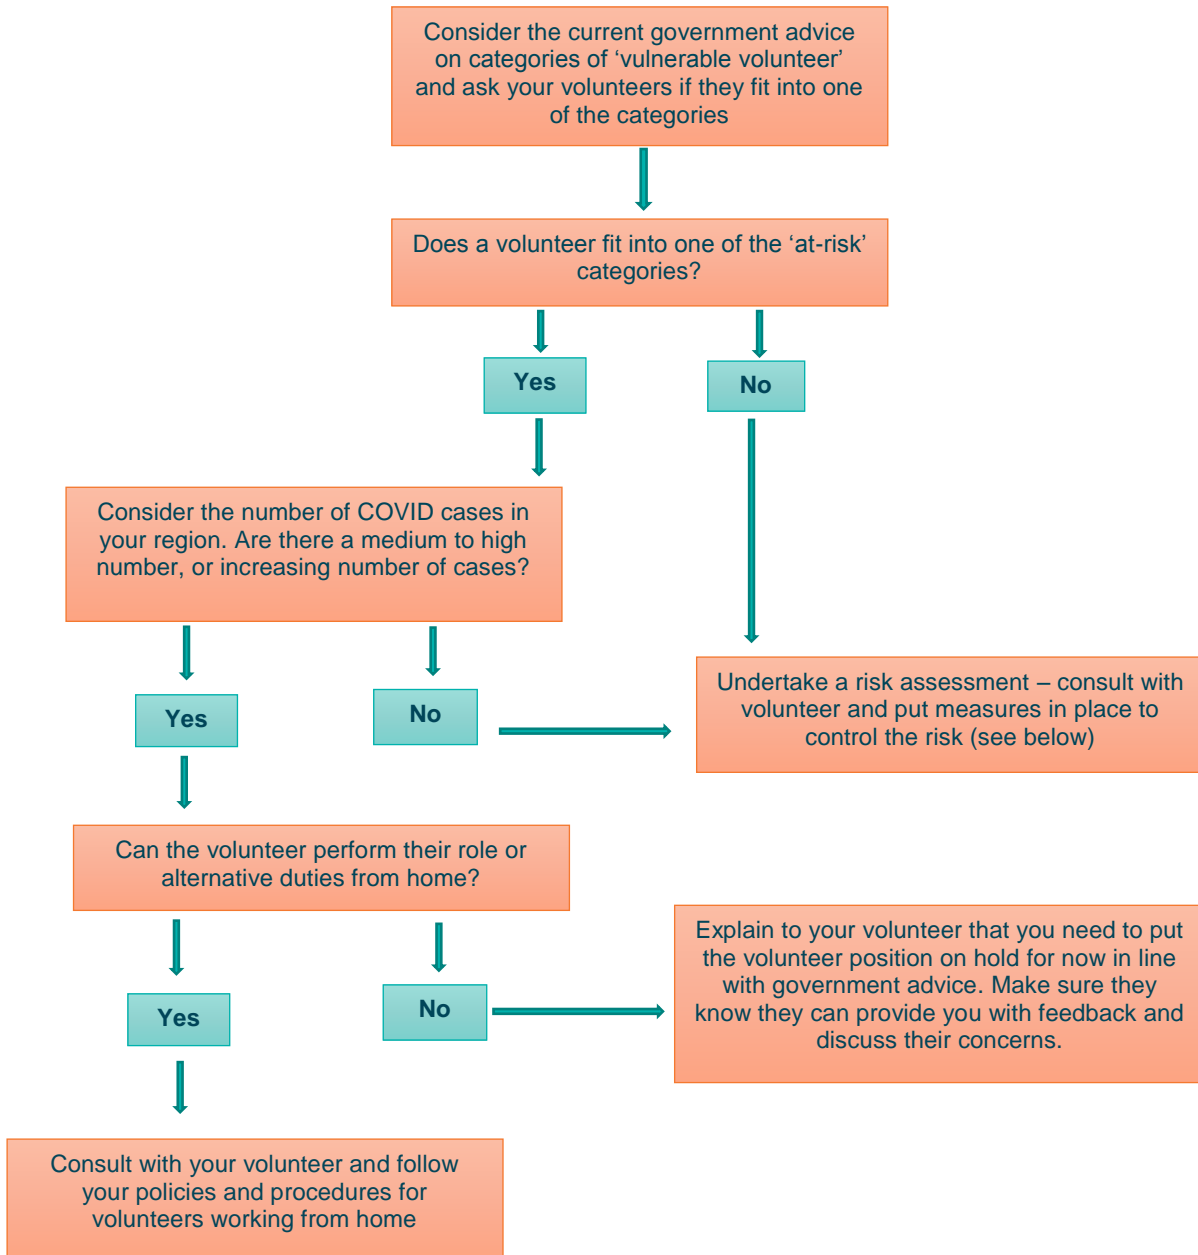 Consider the current government advice
on categories of ‘vulnerable volunteer’
and ask your volunteers if they fit into one
of the categories
Does a volunteer fit into one of the ‘at-risk’
categories?
Yes
No
Consider the number of COVID cases in
your region. Are there a medium to high
number, or increasing number of cases?
Yes
No
Undertake a risk assessment – consult with
volunteer and put measures in place to
control the risk (see below)
Can the volunteer perform their role or
alternative duties from home?
Yes
No
Explain to your volunteer that you need to put
the volunteer position on hold for now in line
with government advice. Make sure they
know they can provide you with feedback and
discuss their concerns.
Consult with your volunteer and follow
your policies and procedures for
volunteers working from home